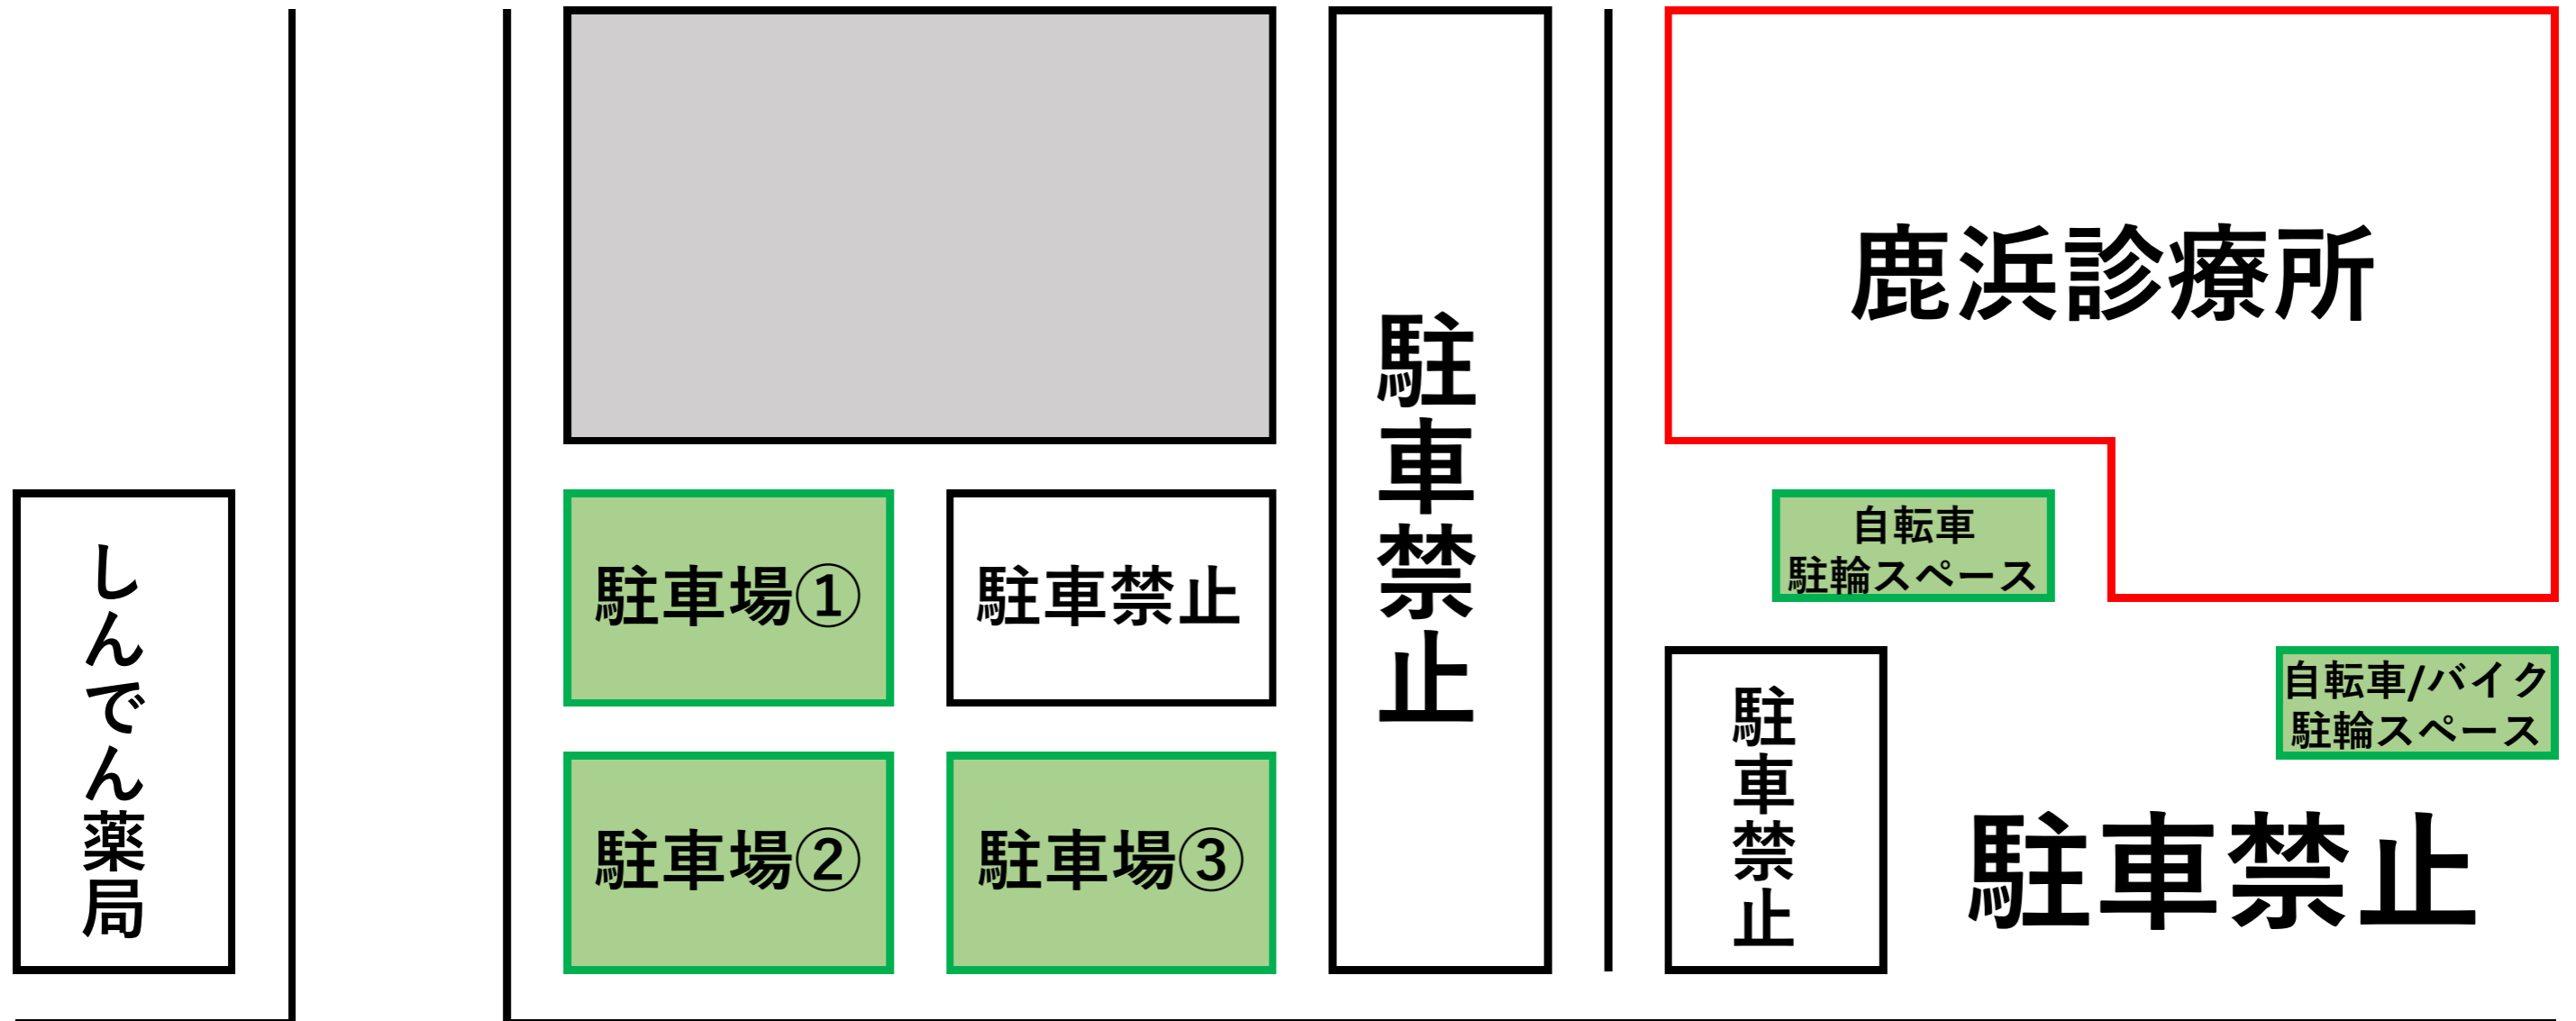 しんでん薬局
駐車場①
駐車禁止
駐車場②
駐車場③
駐車禁止
鹿浜診療所
自転車
駐輪スペース
自転車/バイク
駐輪スペース
駐車禁止
駐車禁止